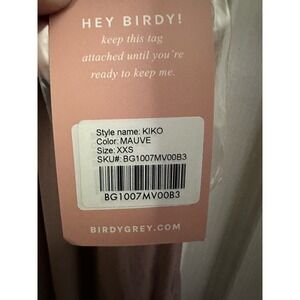 HEY BIRDY!
keep this tag
attached until you're
ready to keep me.
Style name: KIKO
Color: MAUVE
Size: XXS
SKU#: BG1007MV00B3
BG1007MV00B3
BIRDYGREY.COM